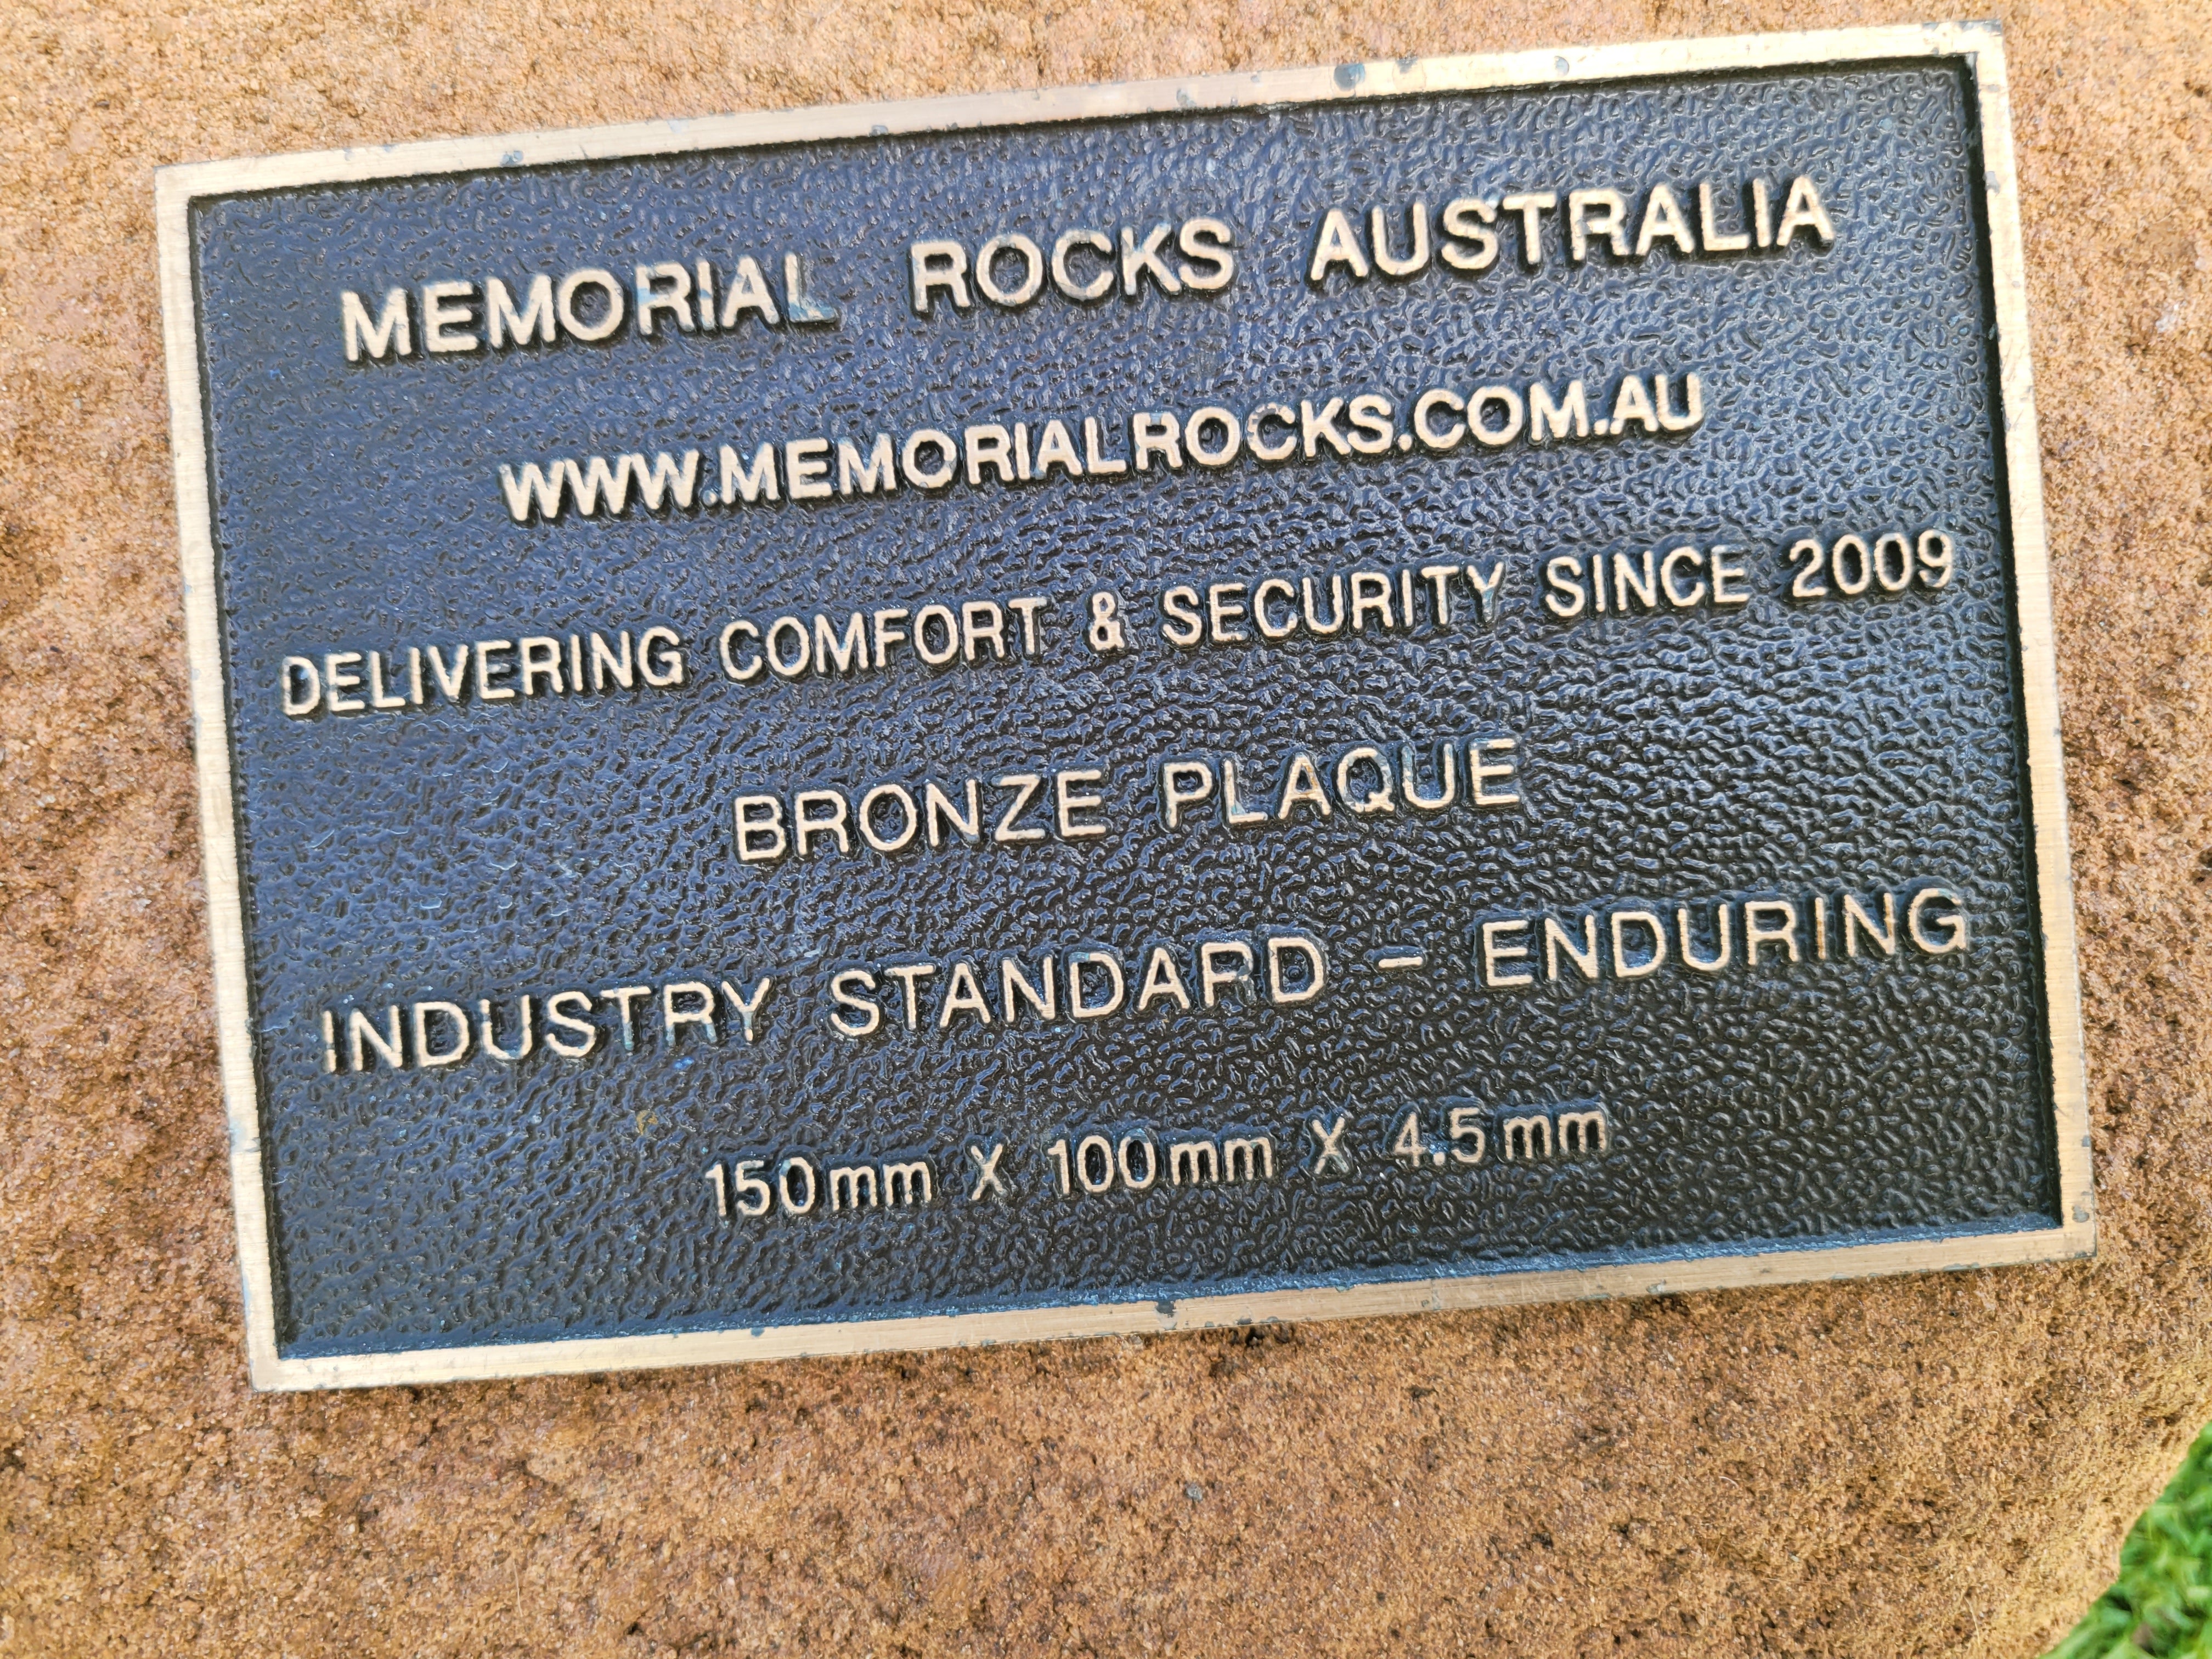 MEMORIAL ROCKS AUSTRALIA
WWW.MEMORIALROCKS.COM.AU
DELIVERING COMFORT & SECURITY SINCE 2009
BRONZE PLAQUE
INDUSTRY STANDARD - ENDURING
150mm X 100mm X 4.5mm